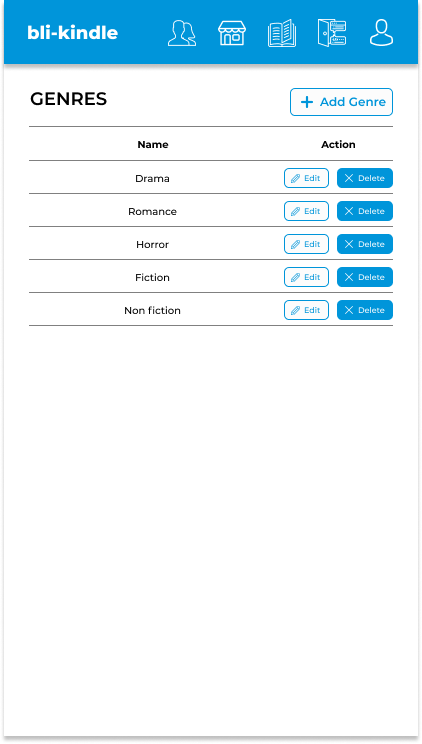 bli-kindle
GENRES
Add Genre
Name Action
Drama Edit Delete
Romance Edit Delete
Horror Edit Delete
Fiction Edit Delete
Non fiction Edit Delete